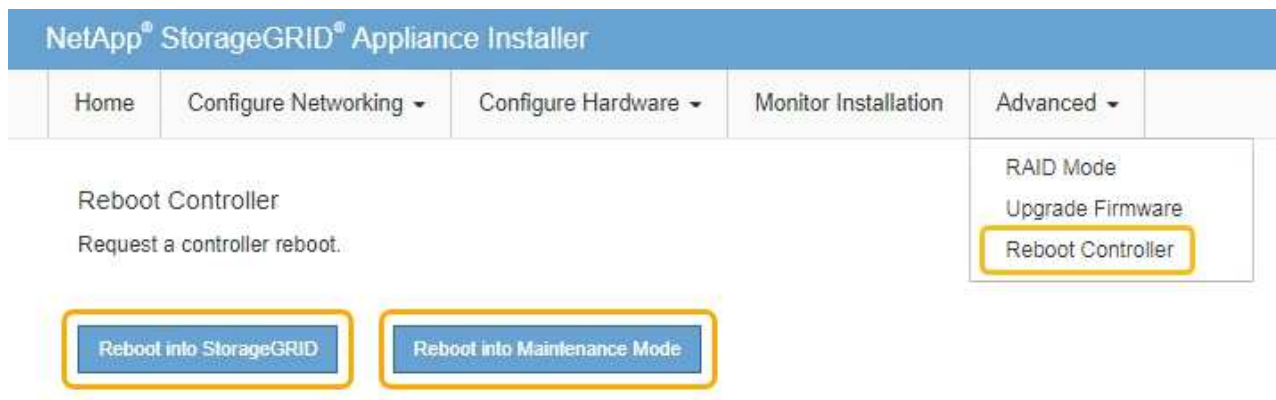 NetApp® StorageGRID® Appliance Installer
Home Configure Networking Configure Hardware Monitor Installation Advanced
RAID Mode
Upgrade Firmware
Reboot Controller
Reboot Controller
Request a controller reboot.
Reboot into StorageGRID Reboot into Maintenance Mode